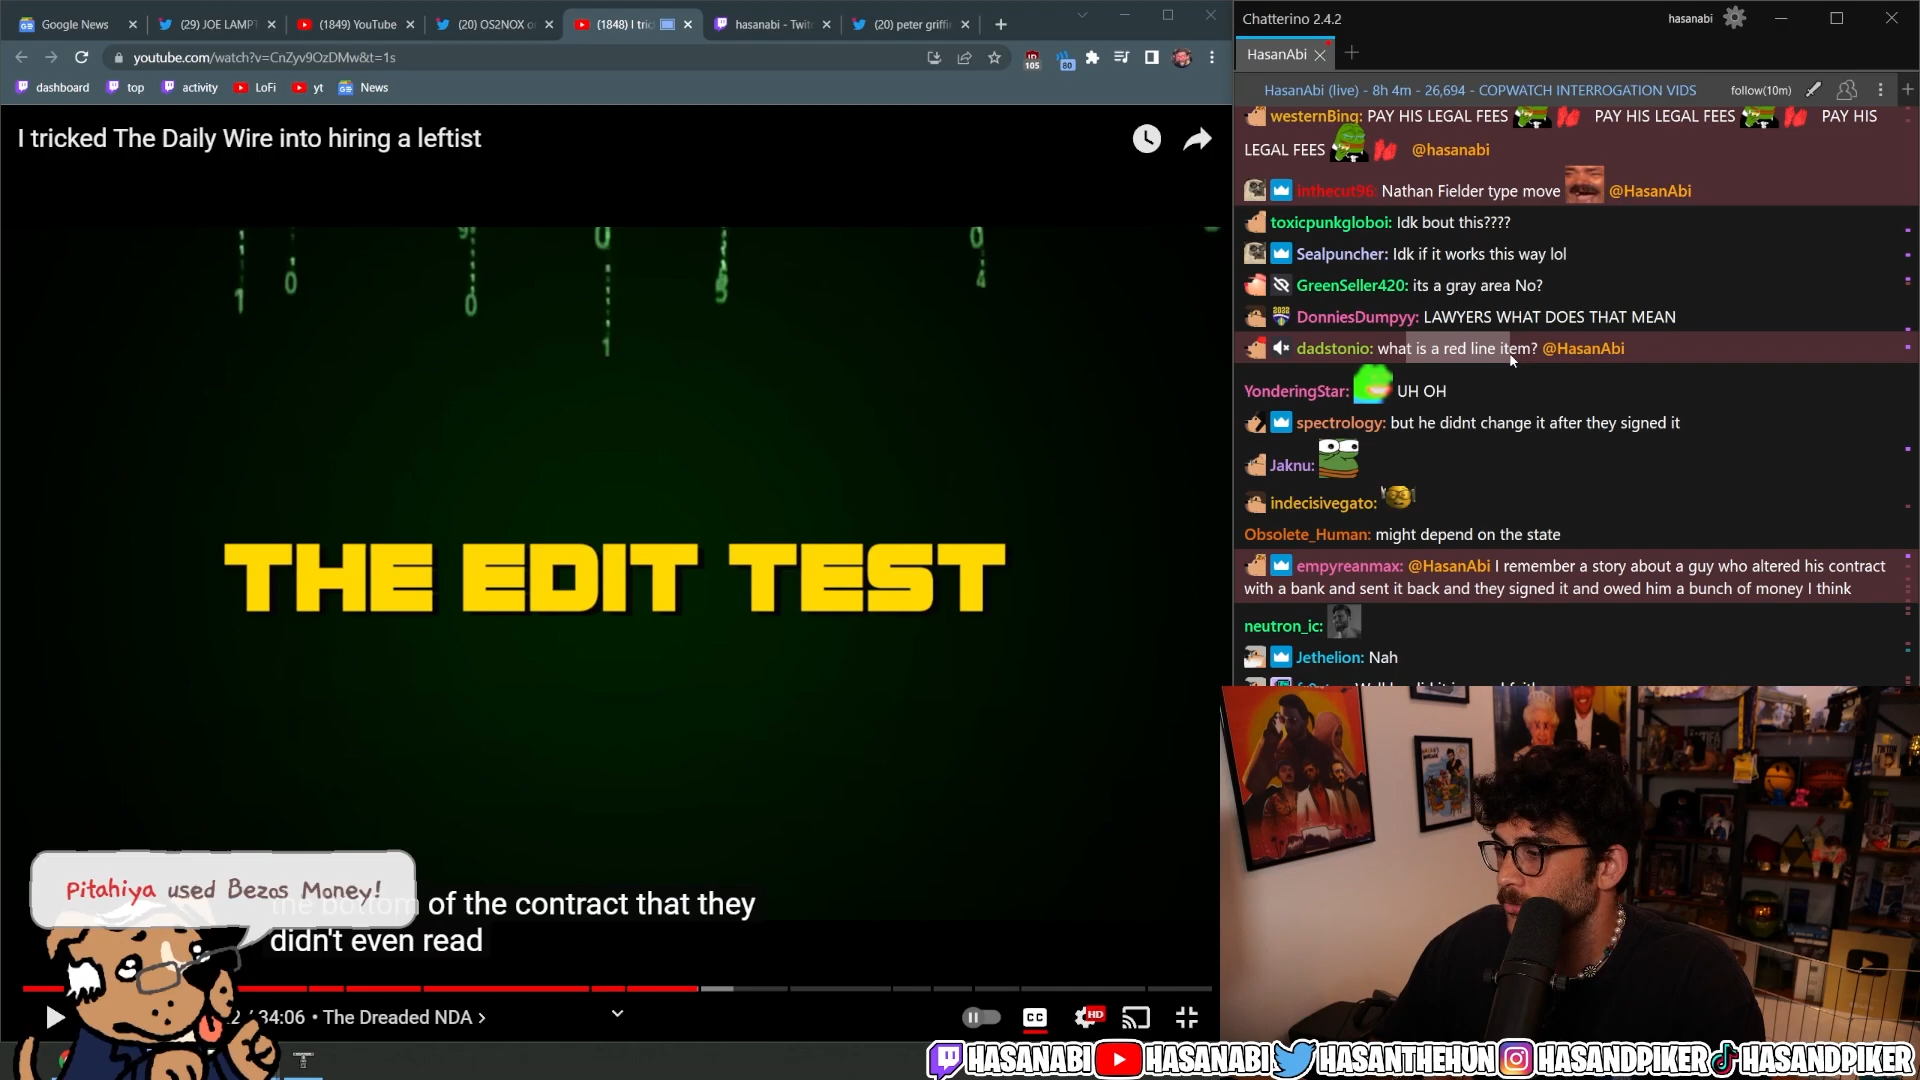 Google News
(29) JOE LAMPT
(1849) YouTube
(20) OS2NOX o
(1848) I tric
hasanabi - Twitc
(20) peter griffi
youtube.com/watch?v=CnZyv9OzDMw&t=1s
105
80
dashboard
top
activity
LoFi
yt
News
I tricked The Daily Wire into hiring a leftist
THE EDIT TEST
Pitahiya used Bezos Money!
the bottom of the contract that they
didn't even read
34:06 • The Dreaded NDA >
CC
HD
Chatterino 2.4.2
hasanabi
HasanAbi
HasanAbi (live) - 8h 4m - 26,694 - COPWATCH INTERROGATION VIDS
follow(10m)
westernBing: PAY HIS LEGAL FEES PAY HIS LEGAL FEES PAY HIS
LEGAL FEES @hasanabi
inthecut96: Nathan Fielder type move @HasanAbi
toxicpunkgloboi: Idk bout this????
Sealpuncher: Idk if it works this way lol
GreenSeller420: its a gray area No?
DonniesDumpyy: LAWYERS WHAT DOES THAT MEAN
dadstonio: what is a red line item? @HasanAbi
YonderingStar: UH OH
spectrology: but he didnt change it after they signed it
Jaknu:
indecisivegato:
Obsolete_Human: might depend on the state
empyreanmax: @HasanAbi I remember a story about a guy who altered his contract
with a bank and sent it back and they signed it and owed him a bunch of money I think
neutron_ic:
Jethelion: Nah
HASANABI HASANABI HASANTHEHUN HASANDPIKER HASANDPIKER